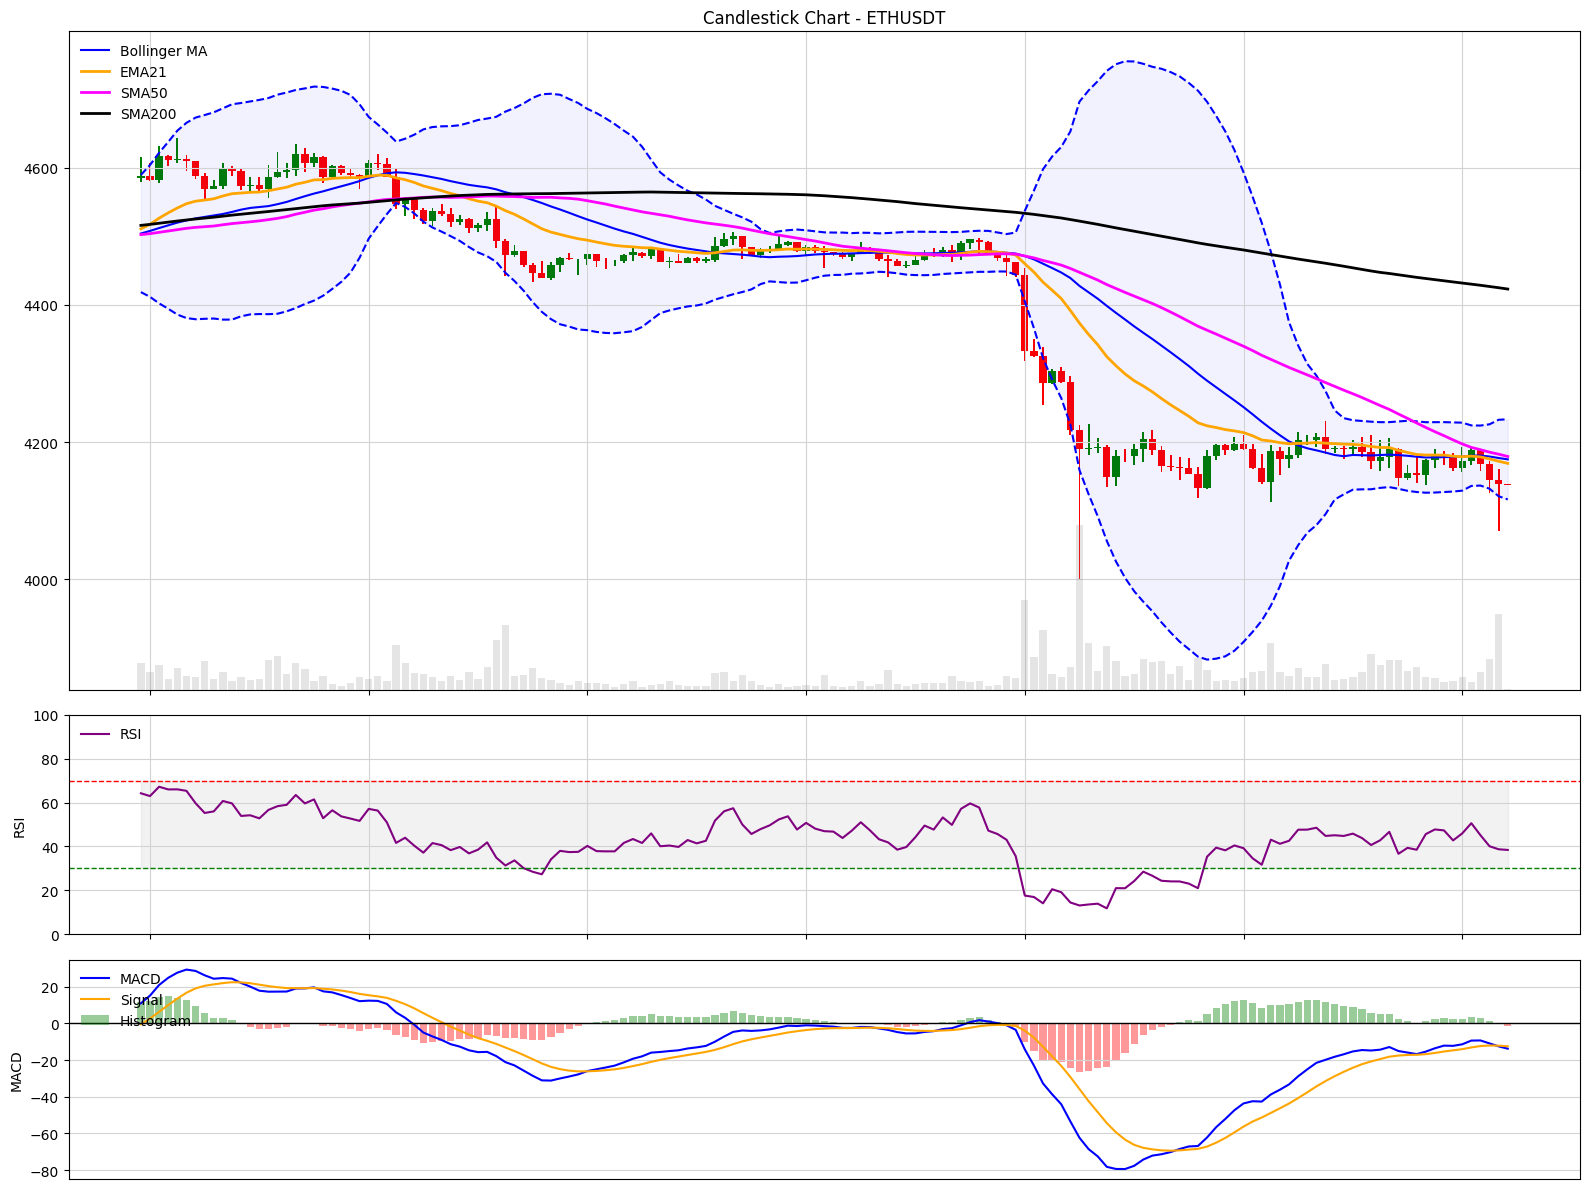 Candlestick Chart - ETHUSDT
Bollinger MA
EMA21
SMA50
SMA200
4600
4400
4200
4000
100
80
60
40
20
0
RSI
RSI
20
0
−20
−40
−60
−80
MACD
MACD
Signal
Histogram